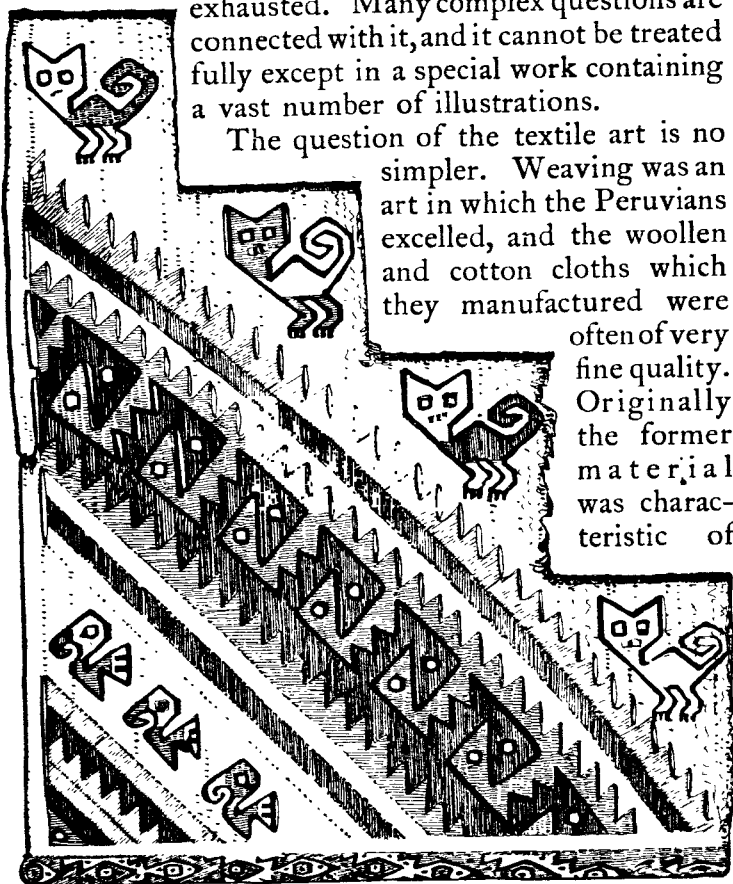 exhausted. Many complex questions are
connected with it, and it cannot be treated
fully except in a special work containing
a vast number of illustrations.
The question of the textile art is no
simpler. Weaving was an
art in which the Peruvians
excelled, and the woollen
and cotton cloths which
they manufactured were
often of very
fine quality.
Originally
the former
material
was charac-
teristic of